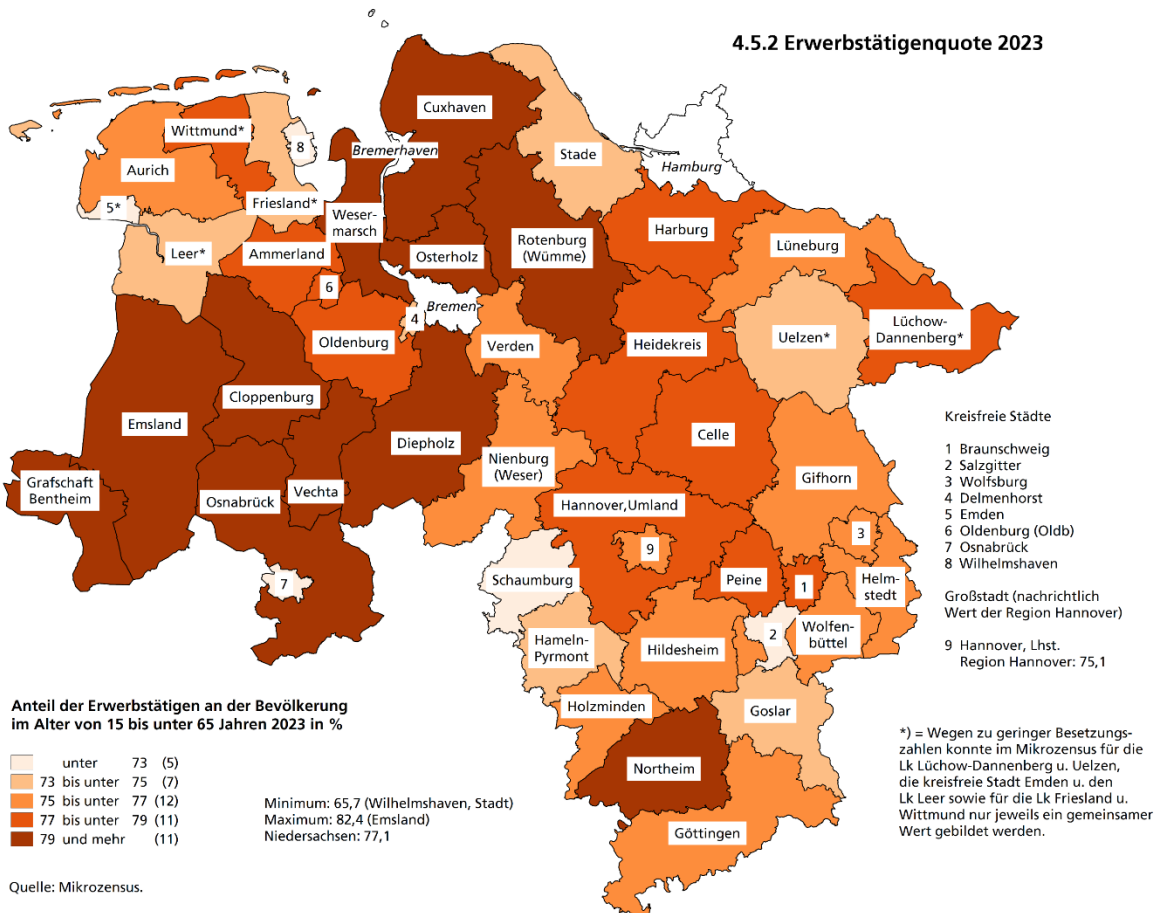 4.5.2 Erwerbstätigenquote 2023
Cuxhaven
Wittmund*
8
Bremerhaven
Stade
Hamburg
Aurich
5*
Friesland*
Weser-
marsch
Leer*
Ammerland
Osterholz
Rotenburg
(Wümme)
Harburg
Lüneburg
6
4
Bremen
Oldenburg
Verden
Heidekreis
Uelzen*
Lüchow-
Dannenberg*
Cloppenburg
Emsland
Diepholz
Celle
Nienburg
(Weser)
Gifhorn
Grafschaft
Bentheim
Osnabrück
Vechta
Hannover,Umland
3
9
7
Schaumburg
Peine
1
Helm-
stedt
2
Wolfen-
büttel
Hameln-
Pyrmont
Hildesheim
Holzminden
Goslar
Northeim
Göttingen
Kreisfreie Städte
1 Braunschweig
2 Salzgitter
3 Wolfsburg
4 Delmenhorst
5 Emden
6 Oldenburg (Oldb)
7 Osnabrück
8 Wilhelmshaven
Großstadt (nachrichtlich
Wert der Region Hannover)
9 Hannover, Lhst.
Region Hannover: 75,1
Anteil der Erwerbstätigen an der Bevölkerung
im Alter von 15 bis unter 65 Jahren 2023 in %
unter 73 (5)
73 bis unter 75 (7)
75 bis unter 77 (12)
77 bis unter 79 (11)
79 und mehr (11)
Minimum: 65,7 (Wilhelmshaven, Stadt)
Maximum: 82,4 (Emsland)
Niedersachsen: 77,1
*) = Wegen zu geringer Besetzungs-
zahlen konnte im Mikrozensus für die
Lk Lüchow-Dannenberg u. Uelzen,
die kreisfreie Stadt Emden u. den
Lk Leer sowie für die Lk Friesland u.
Wittmund nur jeweils ein gemeinsamer
Wert gebildet werden.
Quelle: Mikrozensus.